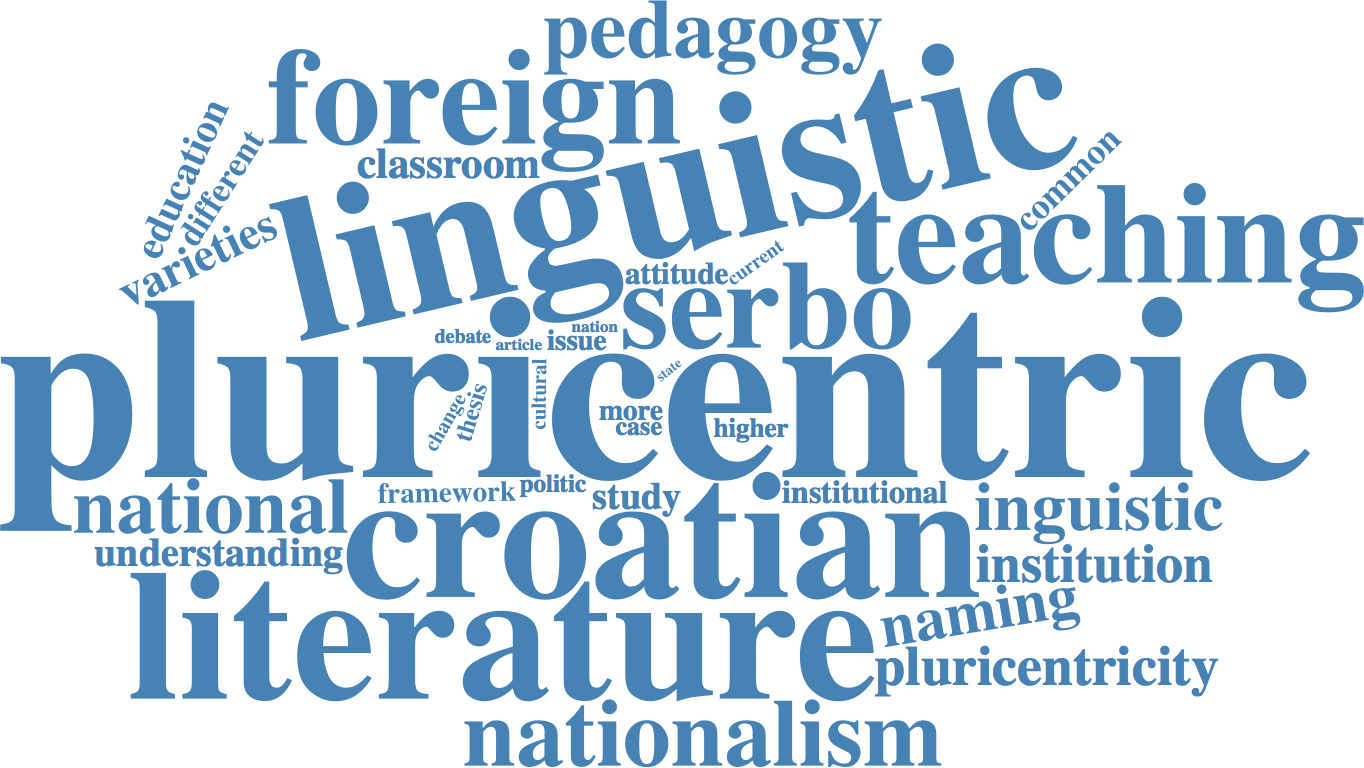 pedagogy
foreign
linguistic
classroom
education
different
varieties
common
teaching
attitude
current
serbo
nation
debate
article
issue
pluricentric
state
cultural
change
thesis
more
case
higher
national
framework
politic
study
institutional
inguistic
croatian
understanding
institution
literature
naming
pluricentricity
nationalism